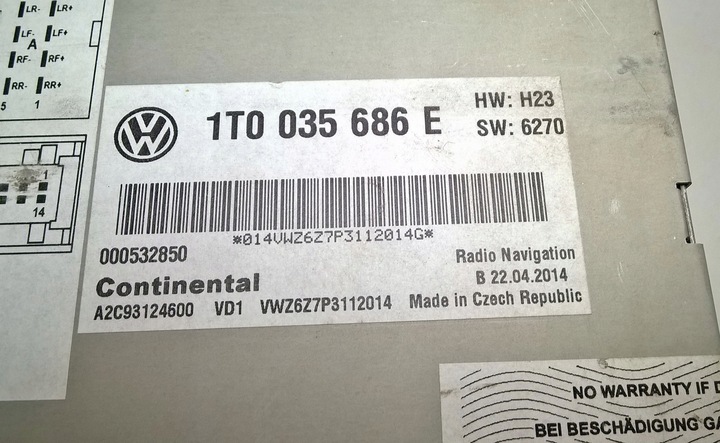 LR- LR+
LF- LF+
A
RF- RF+
RR- RR+
5 1
1
14
VW
1T0 035 686 E
HW: H23
SW: 6270
*014VWZ6Z7P3112014G*
000532850
Radio Navigation
Continental
B 22.04.2014
A2C93124600 VD1 VWZ6Z7P3112014 Made in Czech Republic
NO WARRANTY IF
BEI BESCHÄDIGUNG